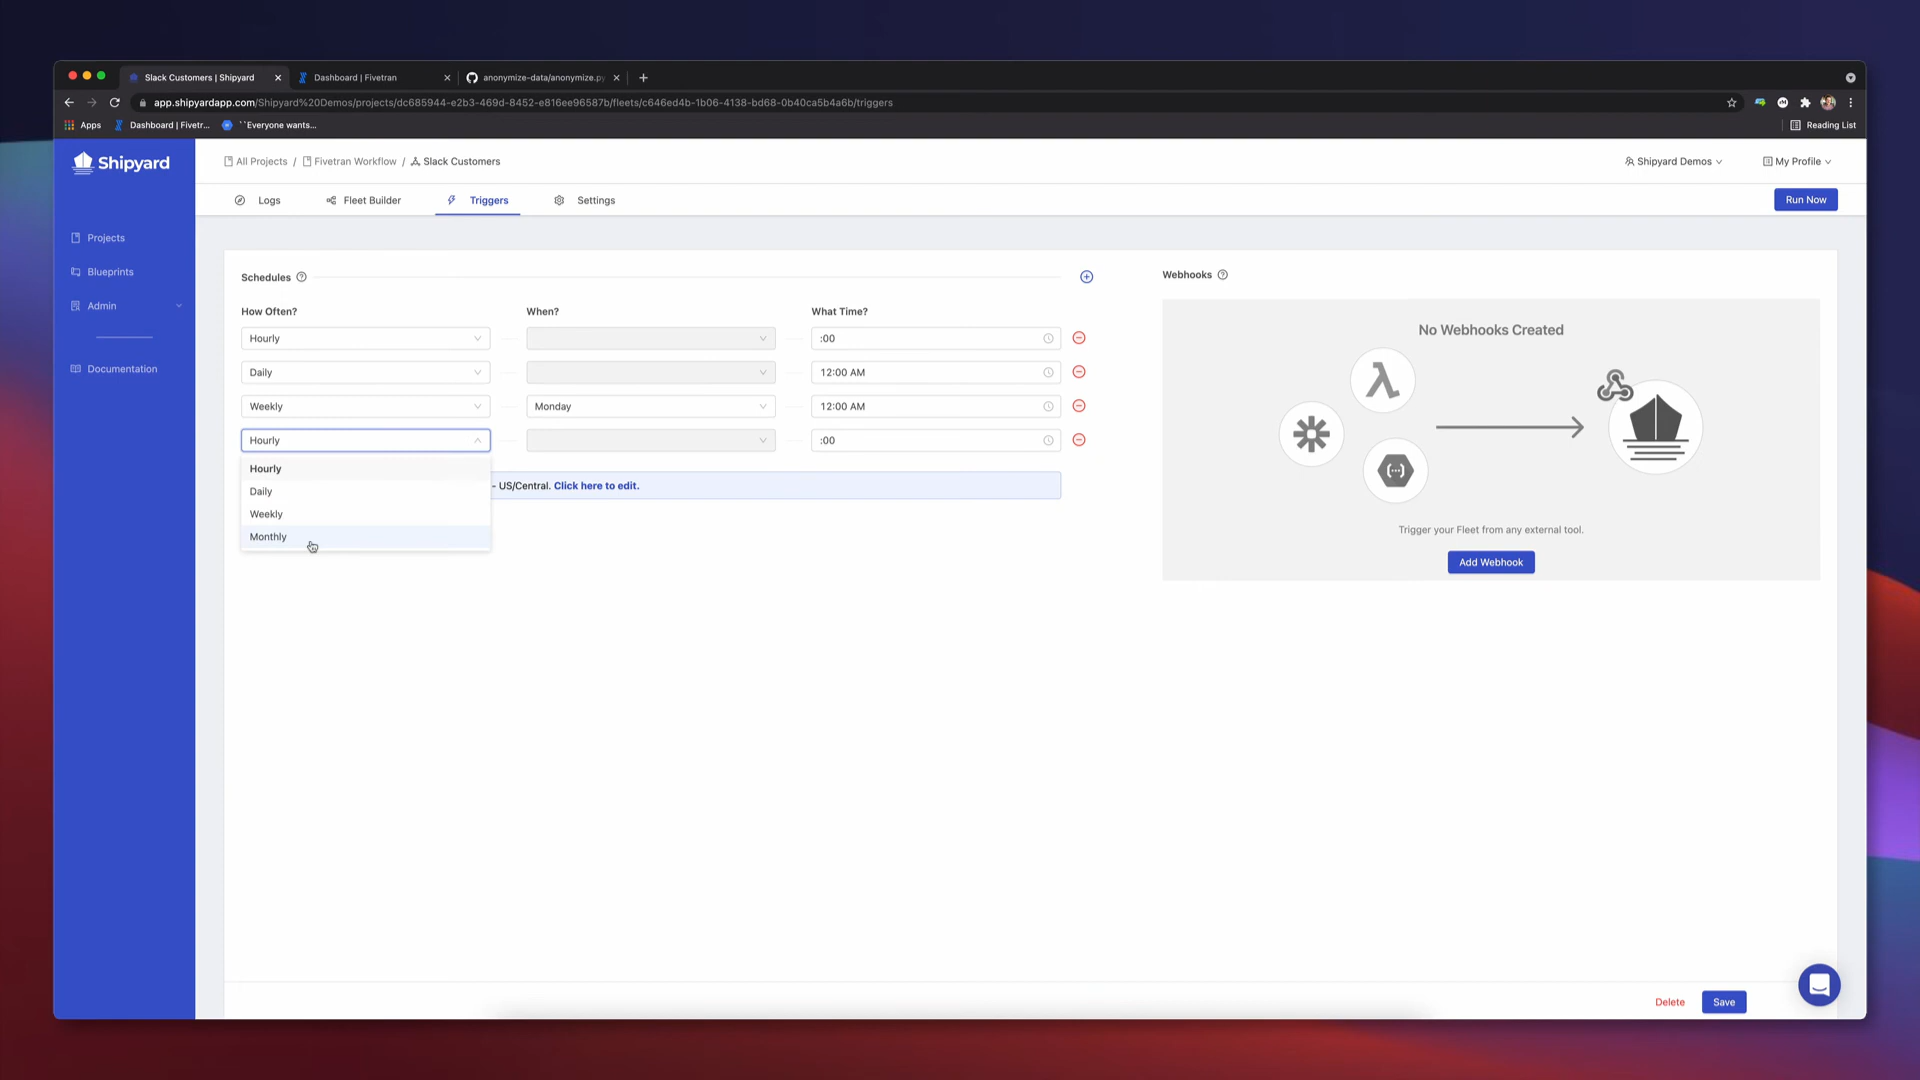 Slack Customers | Shipyard
Dashboard | Fivetran
anonymize-data/anonymize.py
app.shipyardapp.com/Shipyard%20Demos/projects/dc685944-e2b3-469d-8452-e816ee96587b/fleets/c646ed4b-1b06-4138-bd68-0b40ca5b4a6b/triggers
Apps
Dashboard | Fivetr...
``Everyone wants...
Reading List
Shipyard
All Projects / Fivetran Workflow / Slack Customers
Shipyard Demos
My Profile
Logs
Fleet Builder
Triggers
Settings
Run Now
Projects
Blueprints
Admin
Documentation
Schedules
How Often?
When?
What Time?
Hourly
:00
Daily
12:00 AM
Weekly
Monday
12:00 AM
Hourly
:00
Hourly
Daily
Weekly
Monthly
- US/Central. Click here to edit.
Webhooks
No Webhooks Created
Trigger your Fleet from any external tool.
Add Webhook
Delete
Save